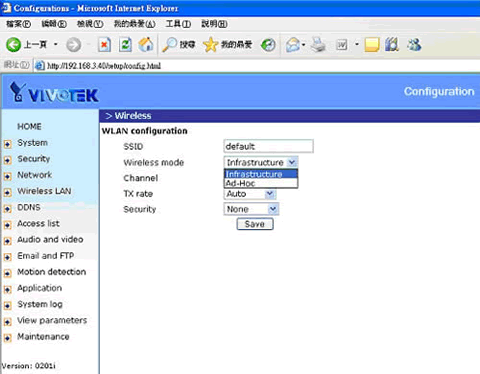 Configurations - Microsoft Internet Explorer
檔案(F) 編輯(E) 檢視(V) 我的最愛(A) 工具(T) 說明(H)
上一頁 搜尋 我的最愛
網址(D) http://192.168.3.40/setup/config.html
VIVOTEK
Configuration
HOME
System
Security
Network
Wireless LAN
DDNS
Access list
Audio and video
Email and FTP
Motion detection
Application
System log
View parameters
Maintenance
Version: 0201i
> Wireless
WLAN configuration
SSID default
Wireless mode Infrastructure
Infrastructure
Ad-Hoc
Channel
TX rate Auto
Security None
Save